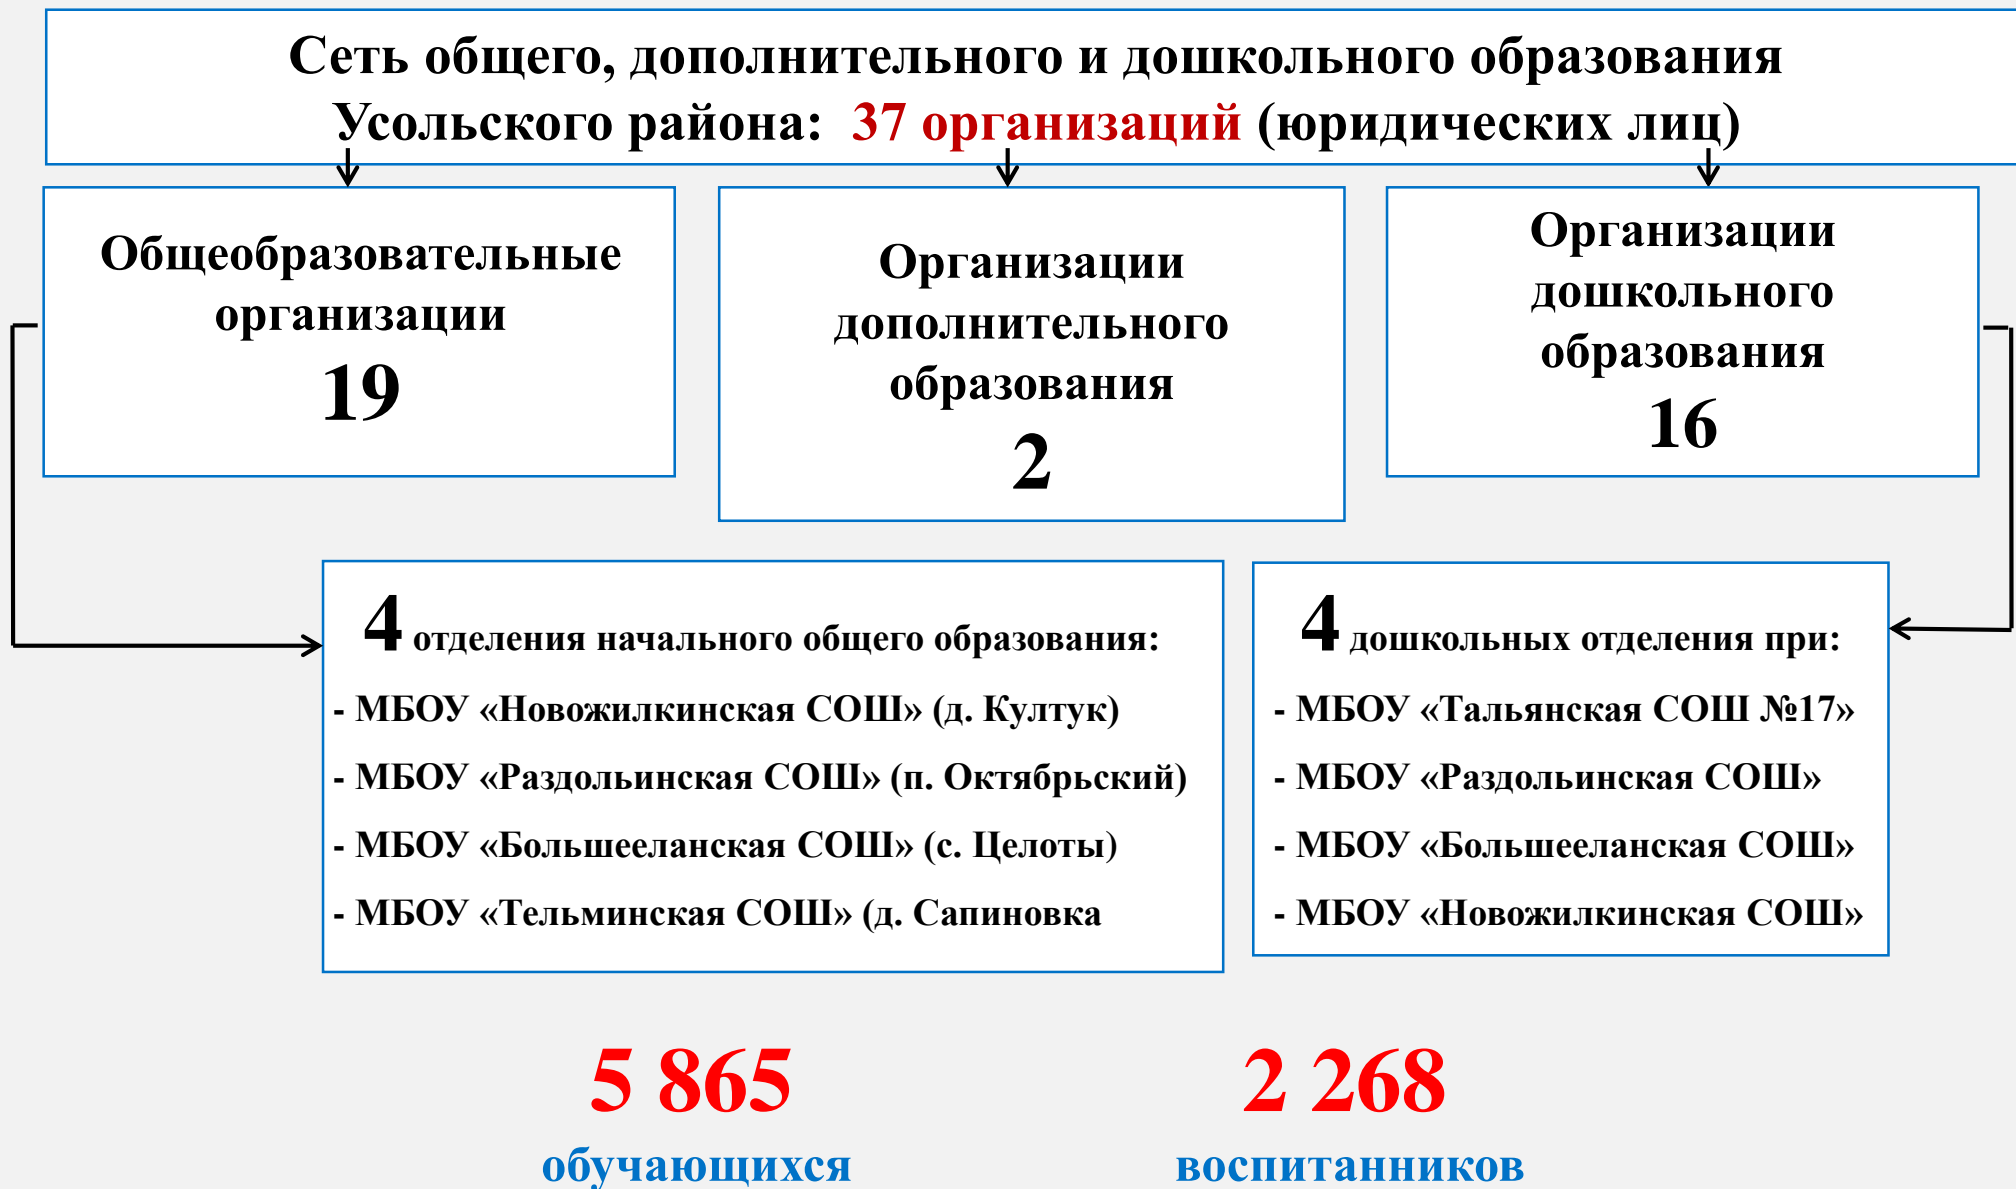 Сеть общего, дополнительного и дошкольного образования
Усольского района: 37 организаций (юридических лиц)
Общеобразовательные
организации
19
Организации
дополнительного
образования
2
Организации
дошкольного
образования
16
4 отделения начального общего образования:
- МБОУ «Новожилкинская СОШ» (д. Култук)
- МБОУ «Раздольинская СОШ» (п. Октябрьский)
- МБОУ «Большееланская СОШ» (с. Целоты)
- МБОУ «Тельминская СОШ» (д. Сапиновка
4 дошкольных отделения при:
- МБОУ «Тальянская СОШ №17»
- МБОУ «Раздольинская СОШ»
- МБОУ «Большееланская СОШ»
- МБОУ «Новожилкинская СОШ»
5 865
обучающихся
2 268
воспитанников